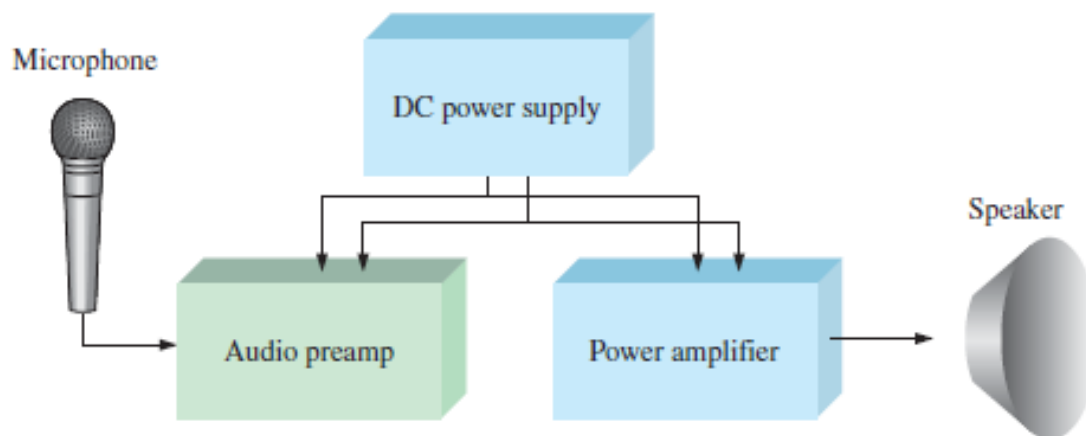 Microphone
DC power supply
Speaker
Audio preamp
Power amplifier